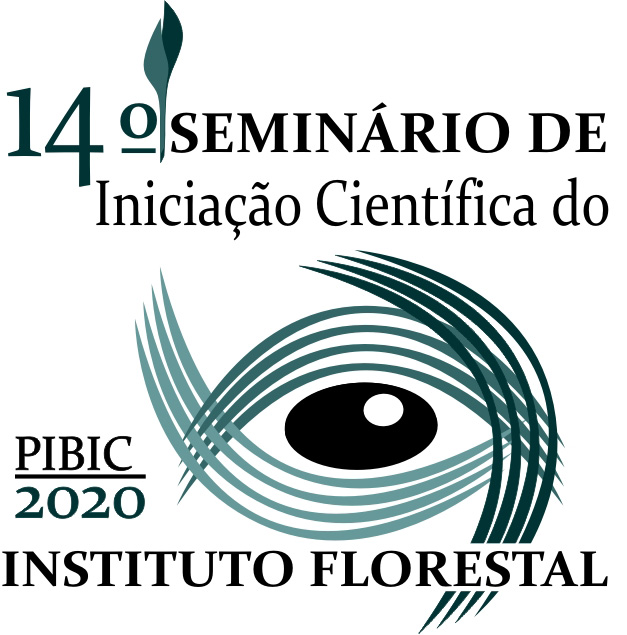 14º SEMINÁRIO DE
Iniciação Científica do
PIBIC
2020
INSTITUTO FLORESTAL